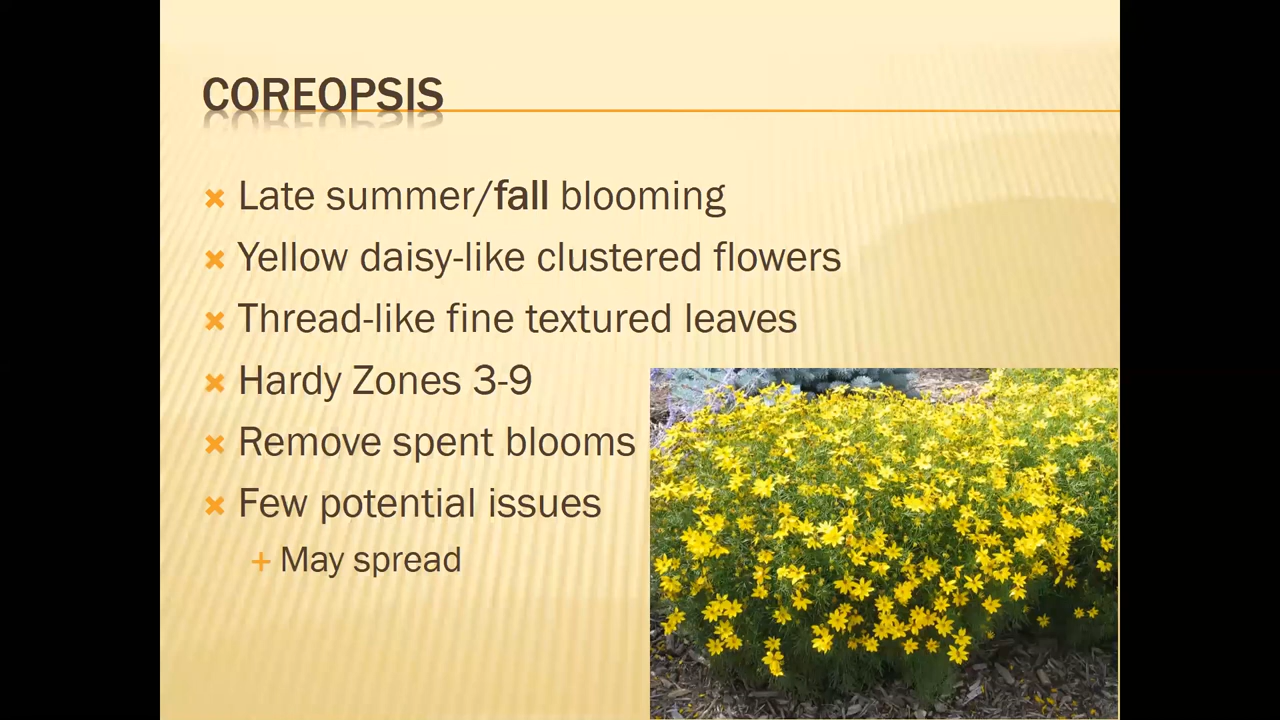 COREOPSIS
Late summer/fall blooming
Yellow daisy-like clustered flowers
Thread-like fine textured leaves
Hardy Zones 3-9
Remove spent blooms
Few potential issues
May spread